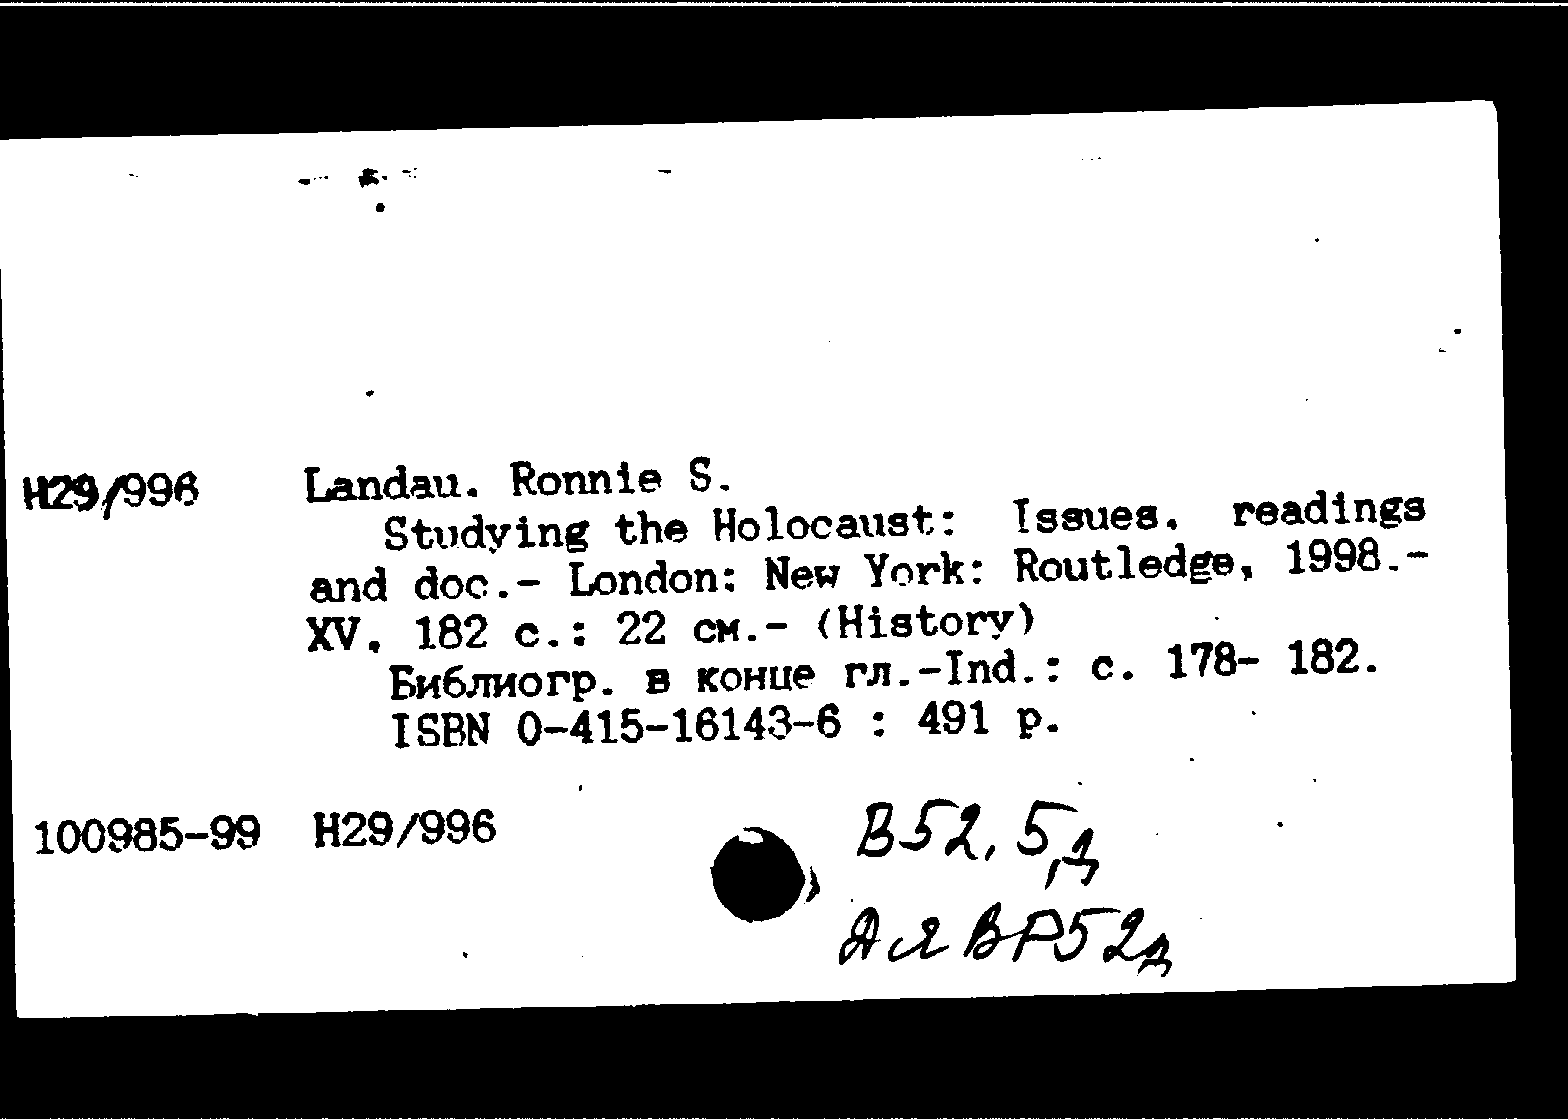 H29/996 Landau. Ronnie S.
Studying the Holocaust: Issues. readings
and doc.- London: New York: Routledge, 1998.-
XV. 182 с.: 22 см.- (History)
Библиогр. в конце гл.-Ind.: с. 178- 182.
ISBN 0-415-16143-6 : 491 р.
100985-99 H29/996
В52,5,д